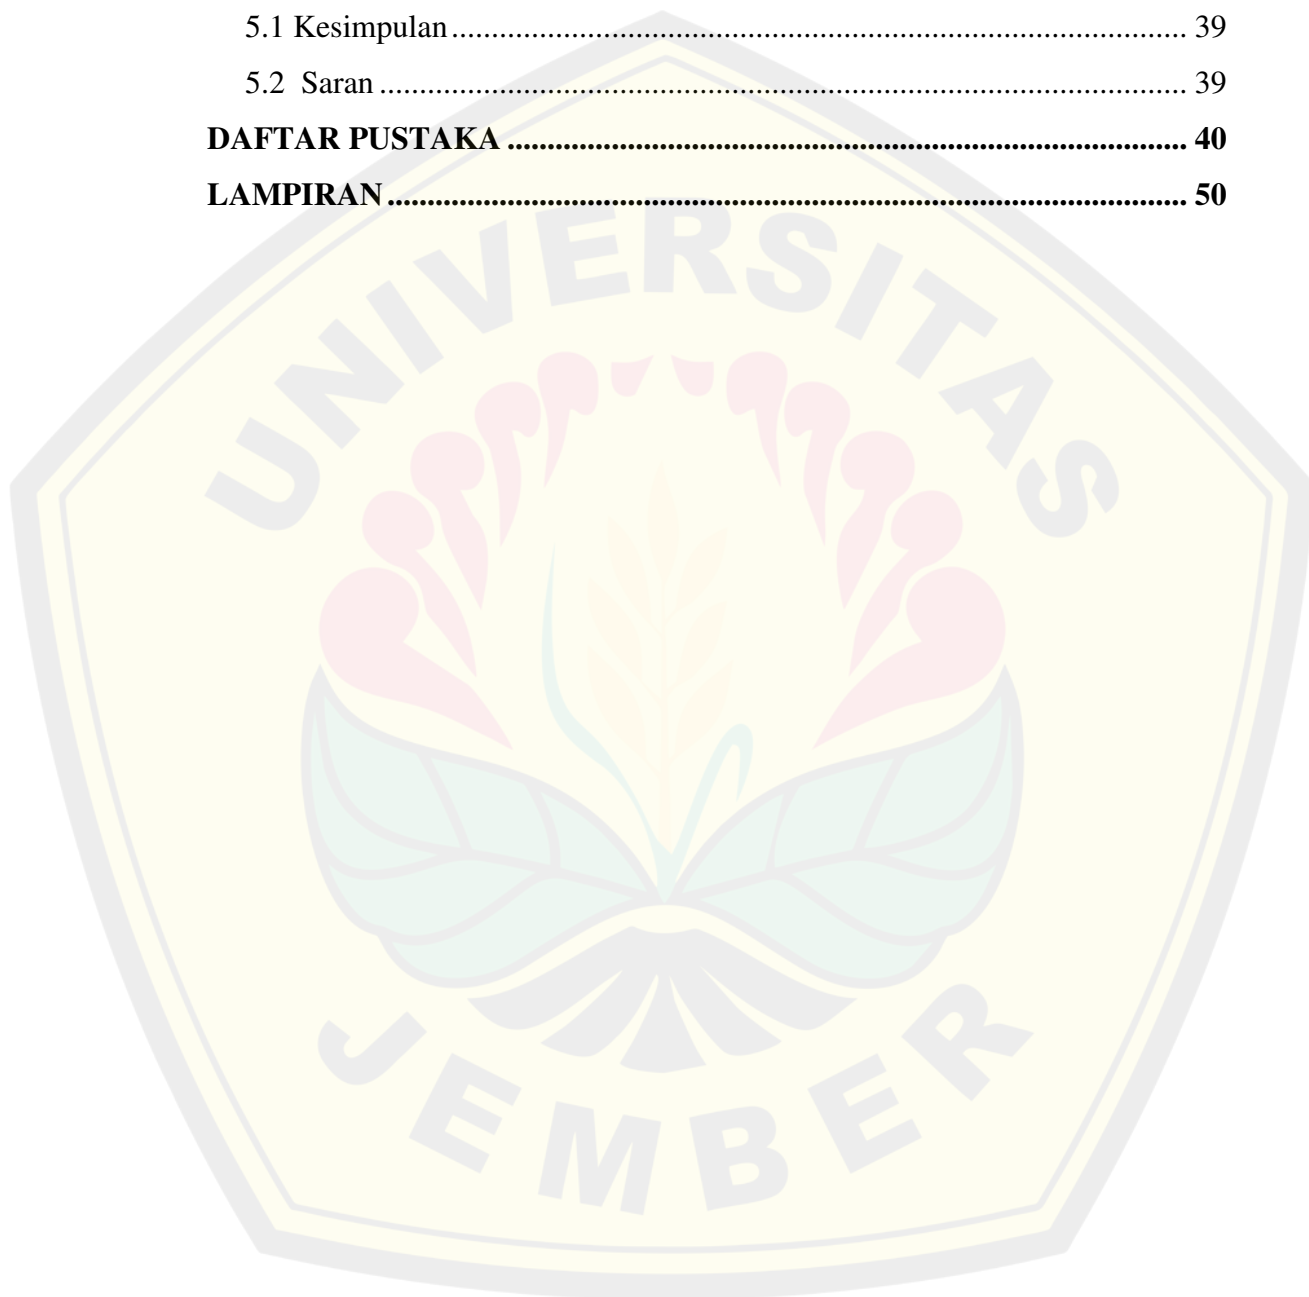 5.1 Kesimpulan............................................................................................ 39
5.2 Saran ..................................................................................................... 39
DAFTAR PUSTAKA ..................................................................................... 40
LAMPIRAN.................................................................................................... 50
UNIVERSITAS
JEMBER